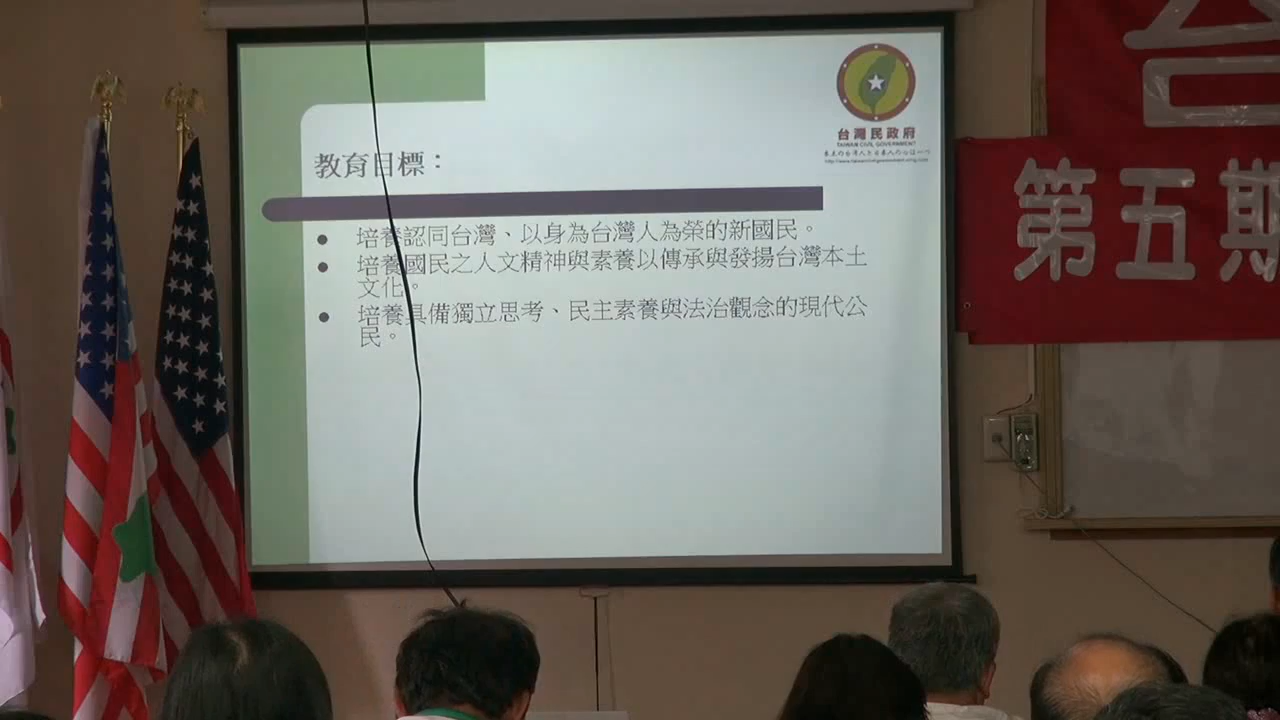 台灣民政府
TAIWAN CIVIL GOVERNMENT
教育目標：
培養認同台灣、以身為台灣人為榮的新國民。
培養國民之人文精神與素養以傳承與發揚台灣本土
文化。
培養具備獨立思考、民主素養與法治觀念的現代公
民。
台
第五期